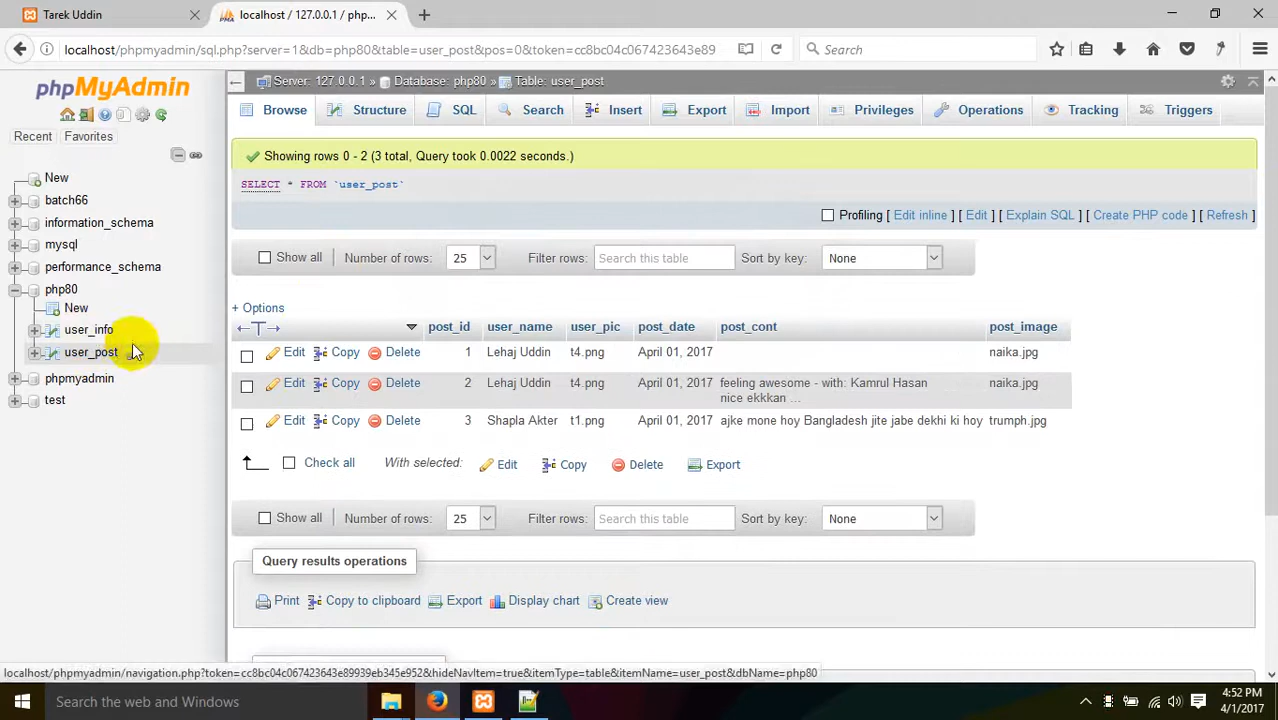 Tarek Uddin
localhost / 127.0.0.1 / php...
localhost/phpmyadmin/sql.php?server=1&db=php80&table=user_post&pos=0&token=cc8bc04c067423643e89
Search
phpMyAdmin
Recent
Favorites
New
batch66
information_schema
mysql
performance_schema
php80
New
user_info
user_post
phpmyadmin
test
Server: 127.0.0.1 » Database: php80 » Table: user_post
Browse
Structure
SQL
Search
Insert
Export
Import
Privileges
Operations
Tracking
Triggers
Showing rows 0 - 2 (3 total, Query took 0.0022 seconds.)
SELECT * FROM `user_post`
Profiling [ Edit inline ] [ Edit ] [ Explain SQL ] [ Create PHP code ] [ Refresh ]
Show all Number of rows: 25 Filter rows: Search this table Sort by key: None
+ Options
←T→ post_id user_name user_pic post_date post_cont post_image
Edit Copy Delete 1 Lehaj Uddin t4.png April 01, 2017 naika.jpg
Edit Copy Delete 2 Lehaj Uddin t4.png April 01, 2017 feeling awesome - with: Kamrul Hasan naika.jpg
nice ekkkan ...
Edit Copy Delete 3 Shapla Akter t1.png April 01, 2017 ajke mone hoy Bangladesh jite jabe dekhi ki hoy trumph.jpg
Check all With selected: Edit Copy Delete Export
Show all Number of rows: 25 Filter rows: Search this table Sort by key: None
Query results operations
Print Copy to clipboard Export Display chart Create view
localhost/phpmyadmin/navigation.php?token=cc8bc04c067423643e89939eb345e952&hideNavItem=true&itemType=table&itemName=user_post&dbName=php80
Search the web and Windows
4:52 PM
4/1/2017